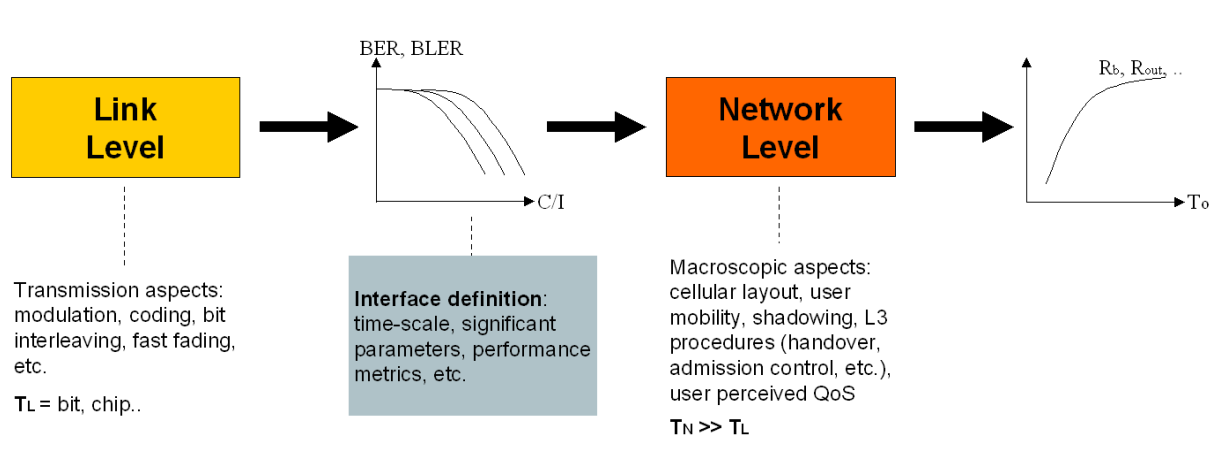 BER, BLER
Link
Level
C/I
Network
Level
Rb, Rout, ..
To
Transmission aspects:
modulation, coding, bit
interleaving, fast fading,
etc.
TL = bit, chip..
Interface definition:
time-scale, significant
parameters, performance
metrics, etc.
Macroscopic aspects:
cellular layout, user
mobility, shadowing, L3
procedures (handover,
admission control, etc.),
user perceived QoS
TN >> TL